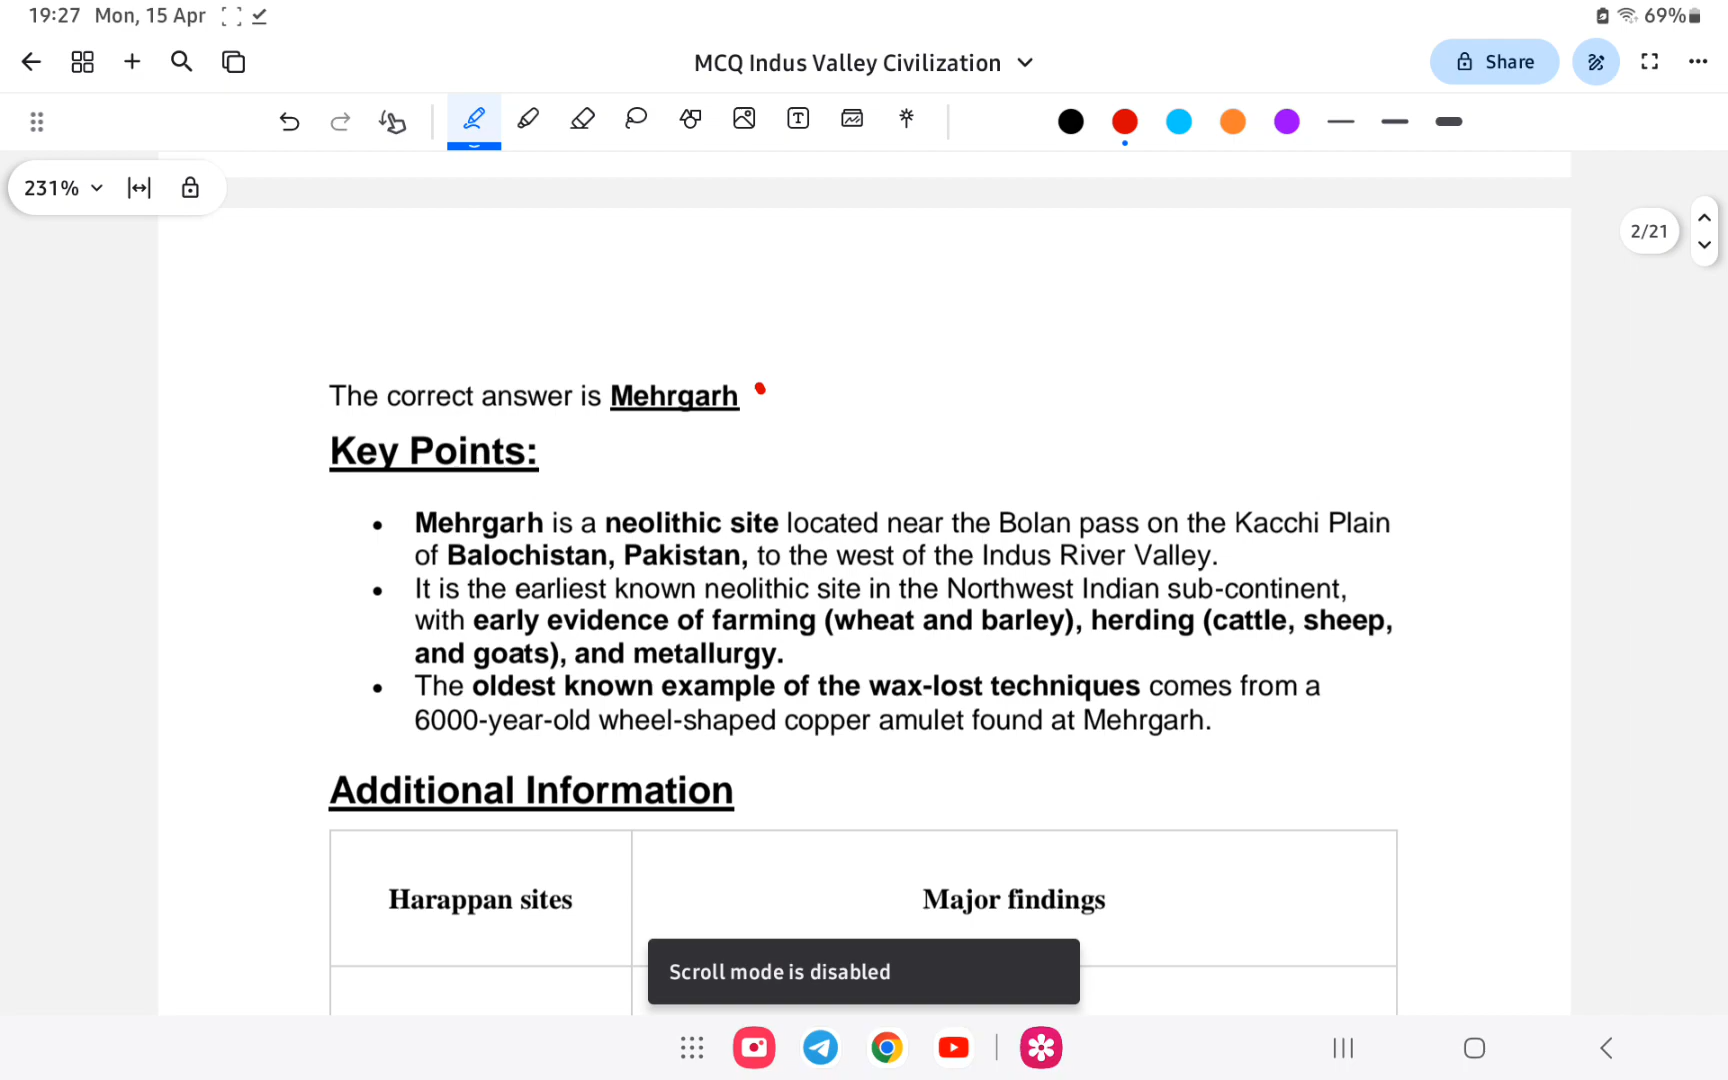 19:27 Mon, 15 Apr
69%
MCQ Indus Valley Civilization
Share
231%
2/21
The correct answer is Mehrgarh
Key Points:
• Mehrgarh is a neolithic site located near the Bolan pass on the Kacchi Plain
of Balochistan, Pakistan, to the west of the Indus River Valley.
• It is the earliest known neolithic site in the Northwest Indian sub-continent,
with early evidence of farming (wheat and barley), herding (cattle, sheep,
and goats), and metallurgy.
• The oldest known example of the wax-lost techniques comes from a
6000-year-old wheel-shaped copper amulet found at Mehrgarh.
Additional Information
Harappan sites
Major findings
Scroll mode is disabled